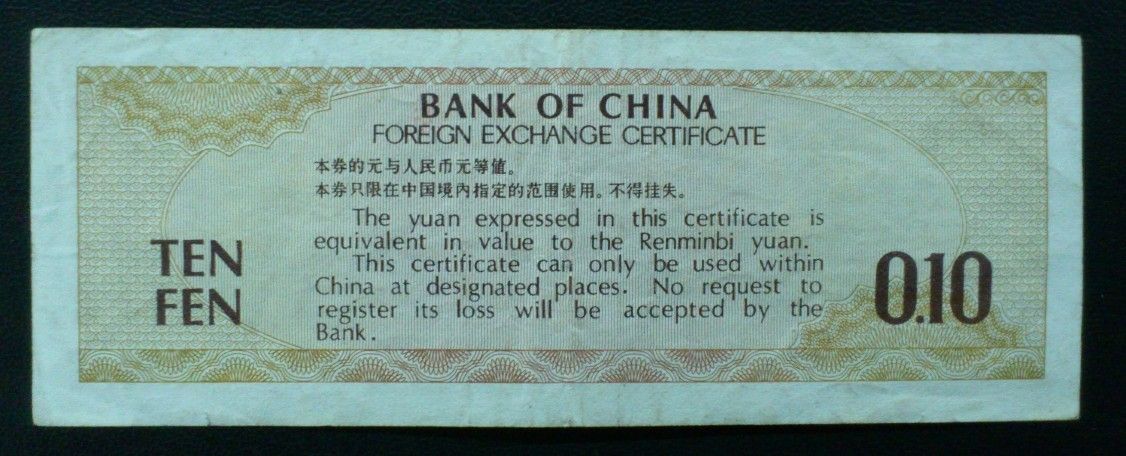 BANK OF CHINA
FOREIGN EXCHANGE CERTIFICATE
本券的元与人民币元等值。
本券只限在中国境内指定的范围使用。不得挂失。
The yuan expressed in this certificate is
equivalent in value to the Renminbi yuan.
This certificate can only be used within
China at designated places. No request to
register its loss will be accepted by the
Bank.
TEN
FEN
0.10